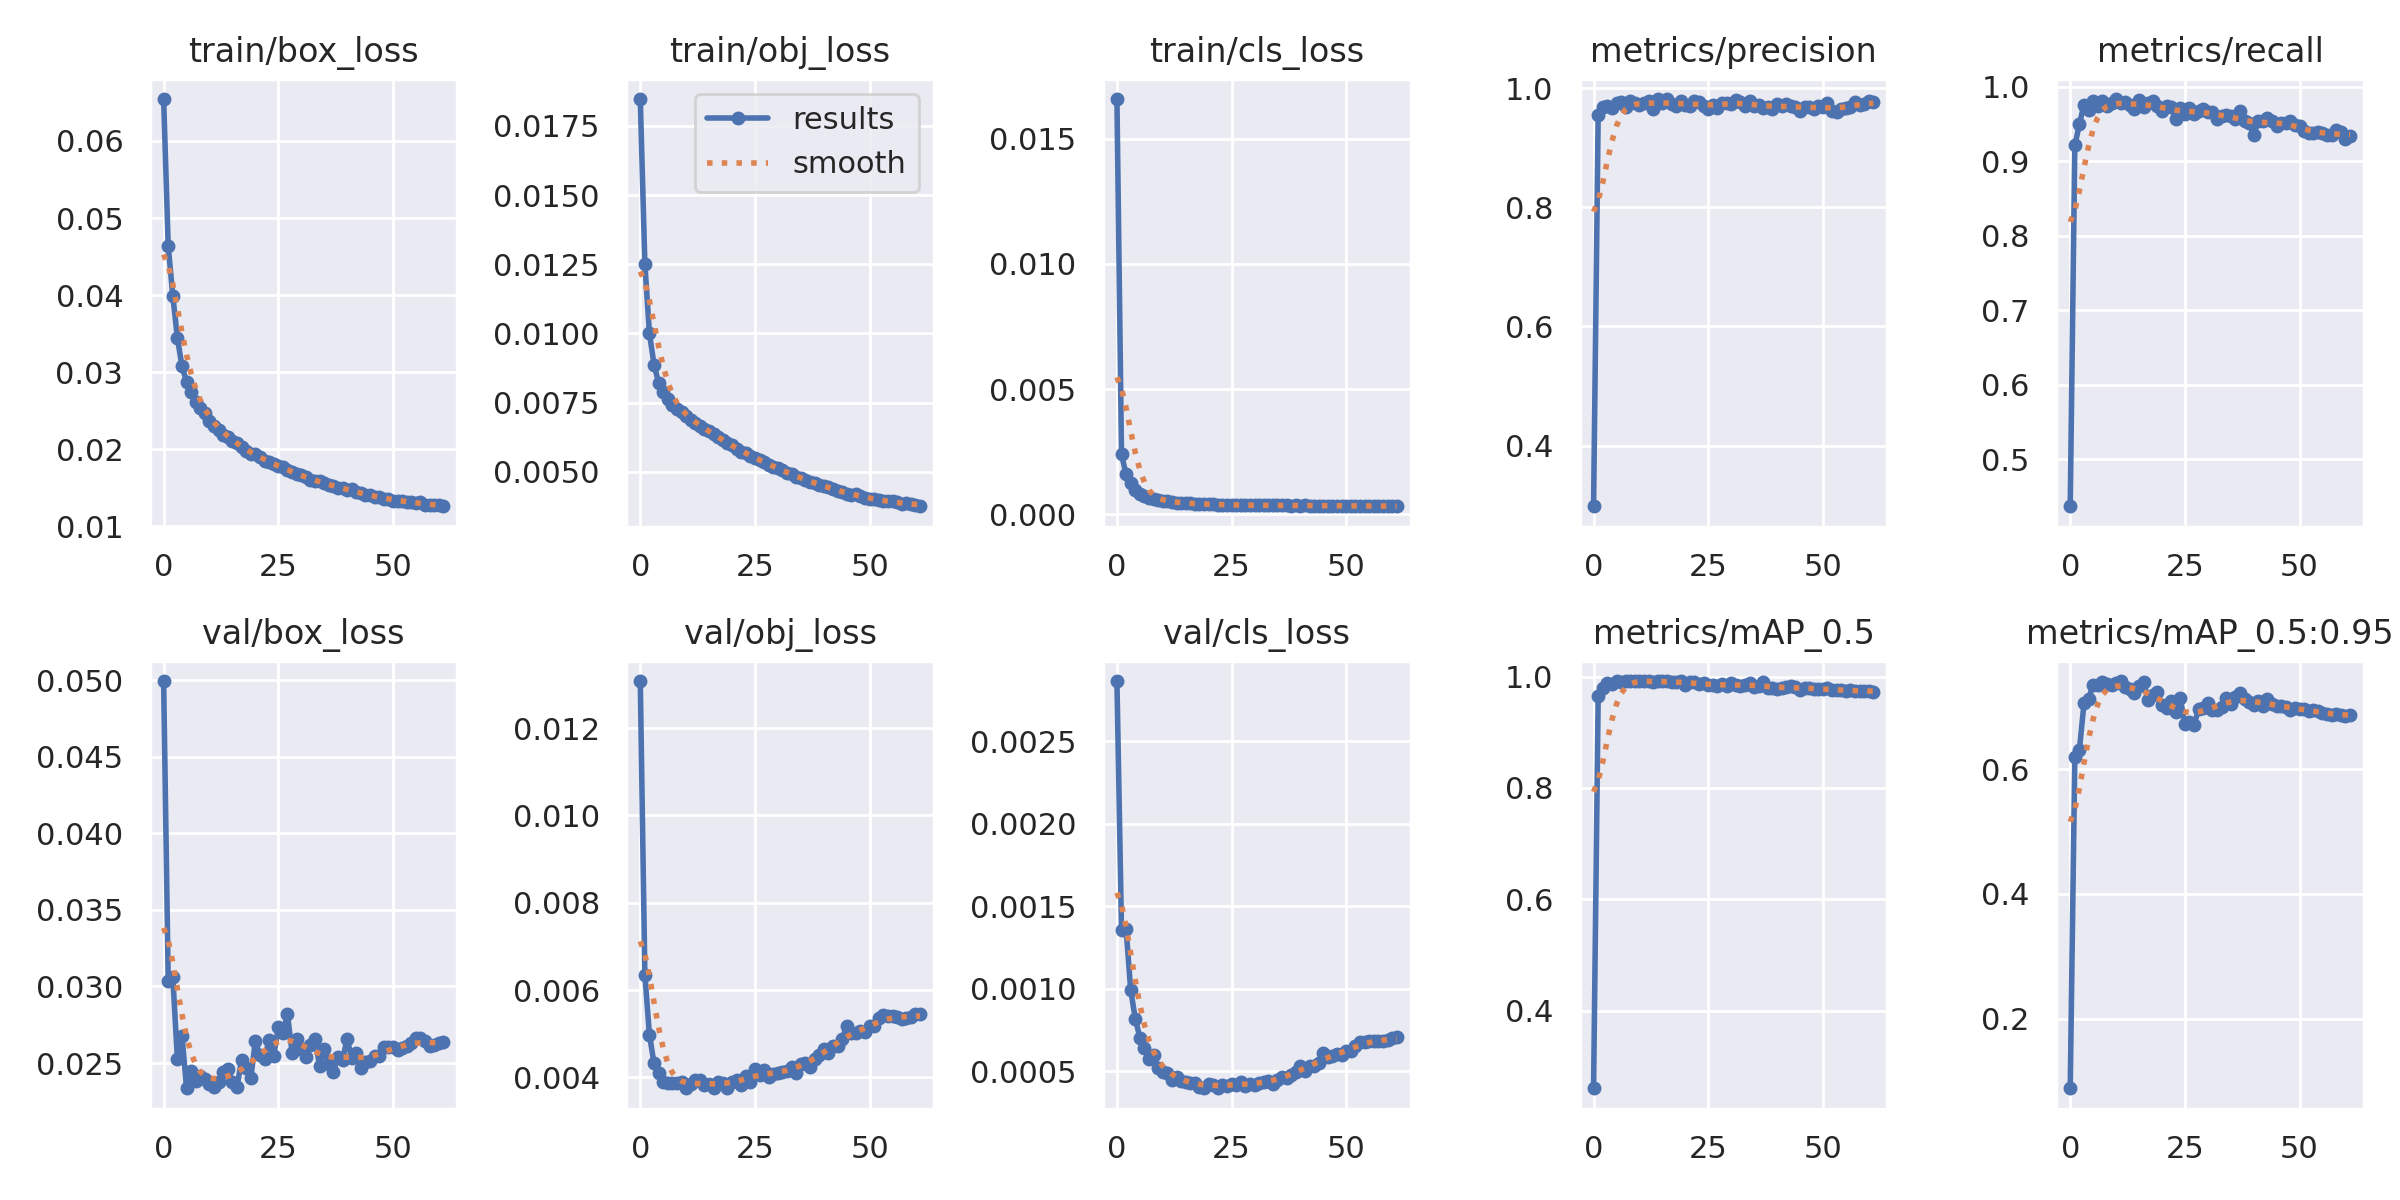 train/box_loss
0.06
0.05
0.04
0.03
0.02
0.01
0 25 50
train/obj_loss
results
smooth
0.0175
0.0150
0.0125
0.0100
0.0075
0.0050
0 25 50
train/cls_loss
0.015
0.010
0.005
0.000
0 25 50
metrics/precision
1.0
0.8
0.6
0.4
0 25 50
metrics/recall
1.0
0.9
0.8
0.7
0.6
0.5
0 25 50
val/box_loss
0.050
0.045
0.040
0.035
0.030
0.025
0 25 50
val/obj_loss
0.012
0.010
0.008
0.006
0.004
0 25 50
val/cls_loss
0.0025
0.0020
0.0015
0.0010
0.0005
0 25 50
metrics/mAP_0.5
1.0
0.8
0.6
0.4
0 25 50
metrics/mAP_0.5:0.95
0.6
0.4
0.2
0 25 50